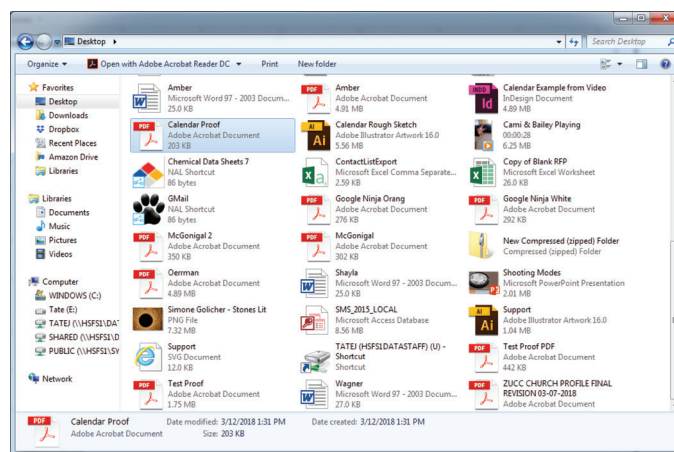 Desktop
Search Desktop
Organize
Open with Adobe Acrobat Reader DC
Print
New folder
Favorites
Desktop
Downloads
Dropbox
Recent Places
Amazon Drive
Libraries
Libraries
Documents
Music
Pictures
Videos
Computer
WINDOWS (C:)
Tate (E:)
TATEJ (\\HSFS1\DAT
SHARED (\\HSFS1\D
PUBLIC (\\HSFS1\SY
Network
Amber
Microsoft Word 97 - 2003 Docum...
25.0 KB
Amber
Adobe Acrobat Document
4.91 MB
Calendar Example from Video
InDesign Document
4.89 MB
Calendar Proof
Adobe Acrobat Document
203 KB
Calendar Rough Sketch
Adobe Illustrator Artwork 16.0
5.56 MB
Cami & Bailey Playing
00:00:28
6.25 MB
Chemical Data Sheets 7
NAL Shortcut
86 bytes
ContactListExport
Microsoft Excel Comma Separate...
2.59 KB
Copy of Blank RFP
Microsoft Excel Worksheet
26.0 KB
GMail
NAL Shortcut
86 bytes
Google Ninja Orang
Adobe Acrobat Document
276 KB
Google Ninja White
Adobe Acrobat Document
292 KB
McGonigal 2
Adobe Acrobat Document
350 KB
McGonigal
Adobe Acrobat Document
302 KB
New Compressed (zipped) Folder
Compressed (zipped) Folder
Oerrman
Adobe Acrobat Document
4.89 MB
Shayla
Microsoft Word 97 - 2003 Docum...
25.0 KB
Shooting Modes
Microsoft PowerPoint Presentation
2.01 MB
Simone Golicher - Stones Lit
PNG File
7.32 MB
SMS_2015_LOCAL
Microsoft Access Database
8.56 MB
Support
Adobe Illustrator Artwork 16.0
1.04 MB
Support
SVG Document
12.0 KB
TATEJ (HSFS1DATASTAFF) (U) -
Shortcut
Shortcut
Test Proof PDF
Adobe Acrobat Document
442 KB
Test Proof
Adobe Acrobat Document
1.75 MB
Wagner
Microsoft Word 97 - 2003 Docum...
27.0 KB
ZUCC CHURCH PROFILE FINAL
REVISION 03-07-2018
Adobe Acrobat Document
Calendar Proof Date modified: 3/12/2018 1:31 PM Date created: 3/12/2018 1:31 PM
Adobe Acrobat Document Size: 203 KB